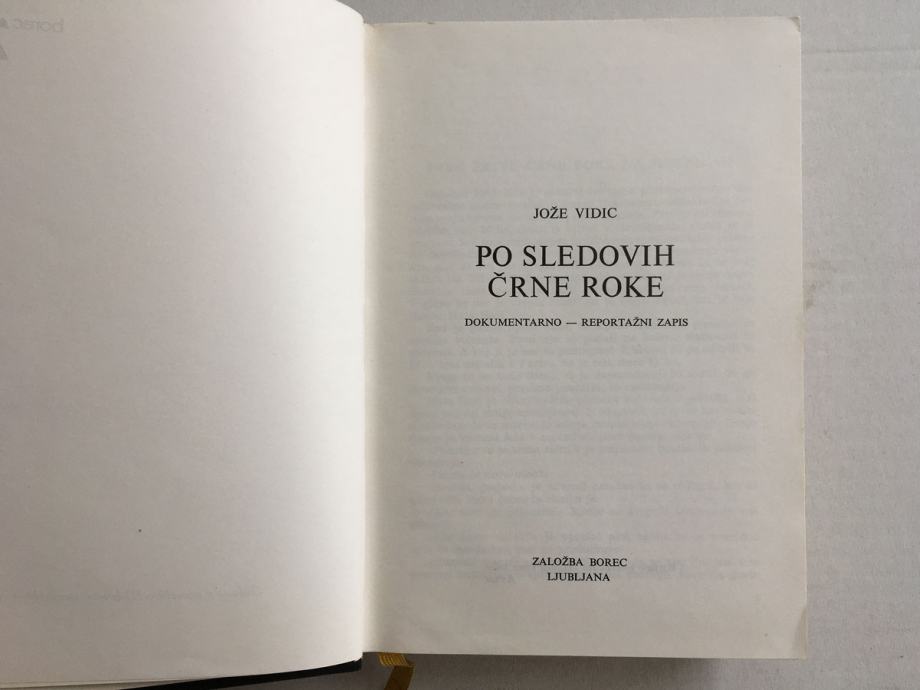 JOŽE VIDIC
PO SLEDOVIH
ČRNE ROKE
DOKUMENTARNO — REPORTAŽNI ZAPIS
ZALOŽBA BOREC
LJUBLJANA